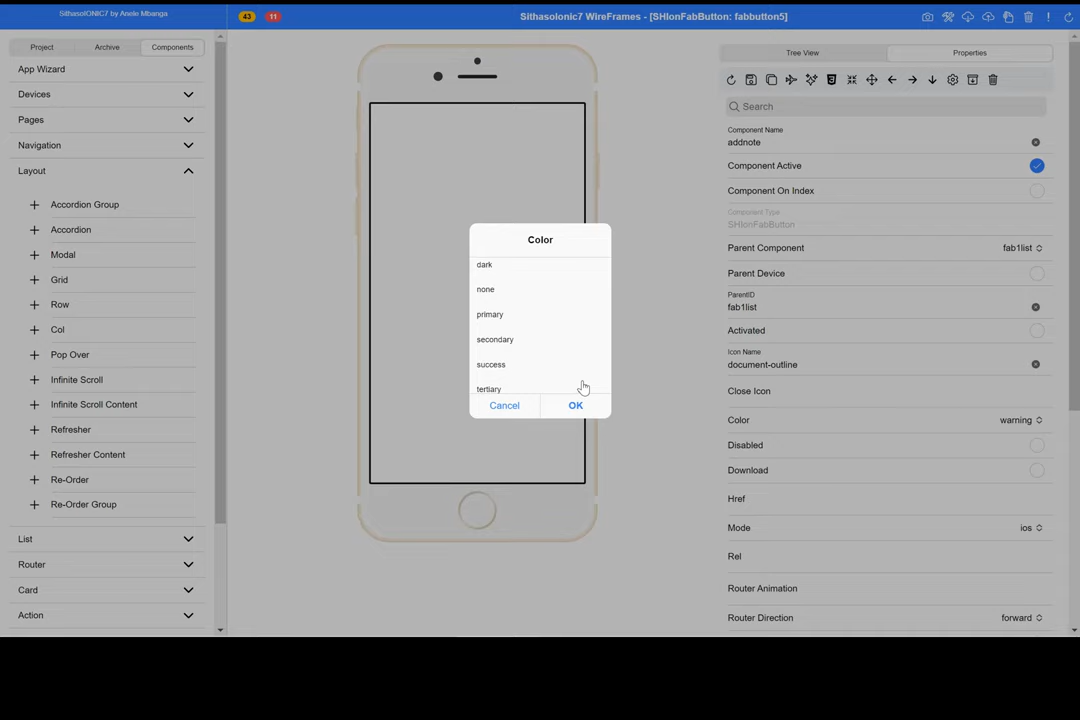 SithasoIONIC7 by Anele Mbanga
43
11
SithasoIonic7 WireFrames - [SHIonFabButton: fabbutton5]
Project
Archive
Components
App Wizard
Devices
Pages
Navigation
Layout
Accordion Group
Accordion
Modal
Grid
Row
Col
Pop Over
Infinite Scroll
Infinite Scroll Content
Refresher
Refresher Content
Re-Order
Re-Order Group
List
Router
Card
Action
Color
dark
none
primary
secondary
success
tertiary
Cancel
OK
Tree View
Properties
Search
Component Name
addnote
Component Active
Component On Index
Component Type
SHIonFabButton
Parent Component
fab1list
Parent Device
ParentID
fab1list
Activated
Icon Name
document-outline
Close Icon
Color
warning
Disabled
Download
Href
Mode
ios
Rel
Router Animation
Router Direction
forward